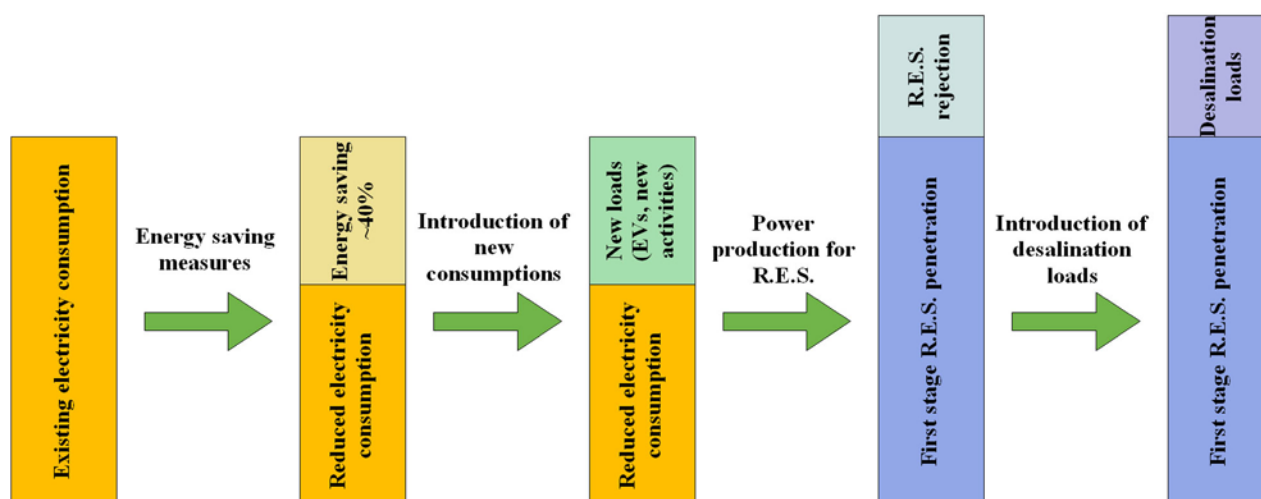 Existing electricity consumption
Energy saving
measures
Energy saving
~40%
Reduced electricity
consumption
Introduction of
new
consumptions
New loads
(EVs, new
activities)
Reduced electricity
consumption
Power
production for
R.E.S.
R.E.S.
rejection
First stage R.E.S. penetration
Introduction of
desalination
loads
Desalination
loads
First stage R.E.S. penetration